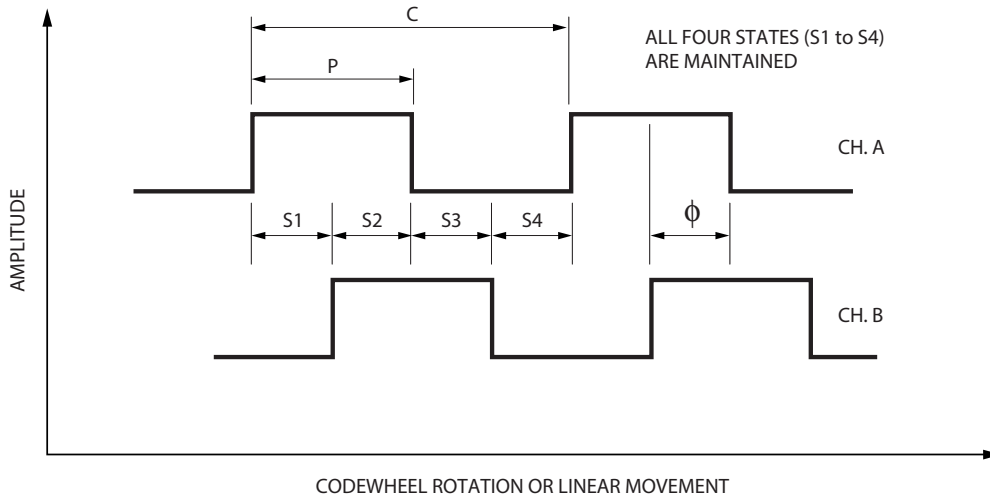 C
ALL FOUR STATES (S1 to S4)
ARE MAINTAINED
P
CH. A
AMPLITUDE
S1 S2 S3 S4 ϕ
CH. B
CODEWHEEL ROTATION OR LINEAR MOVEMENT